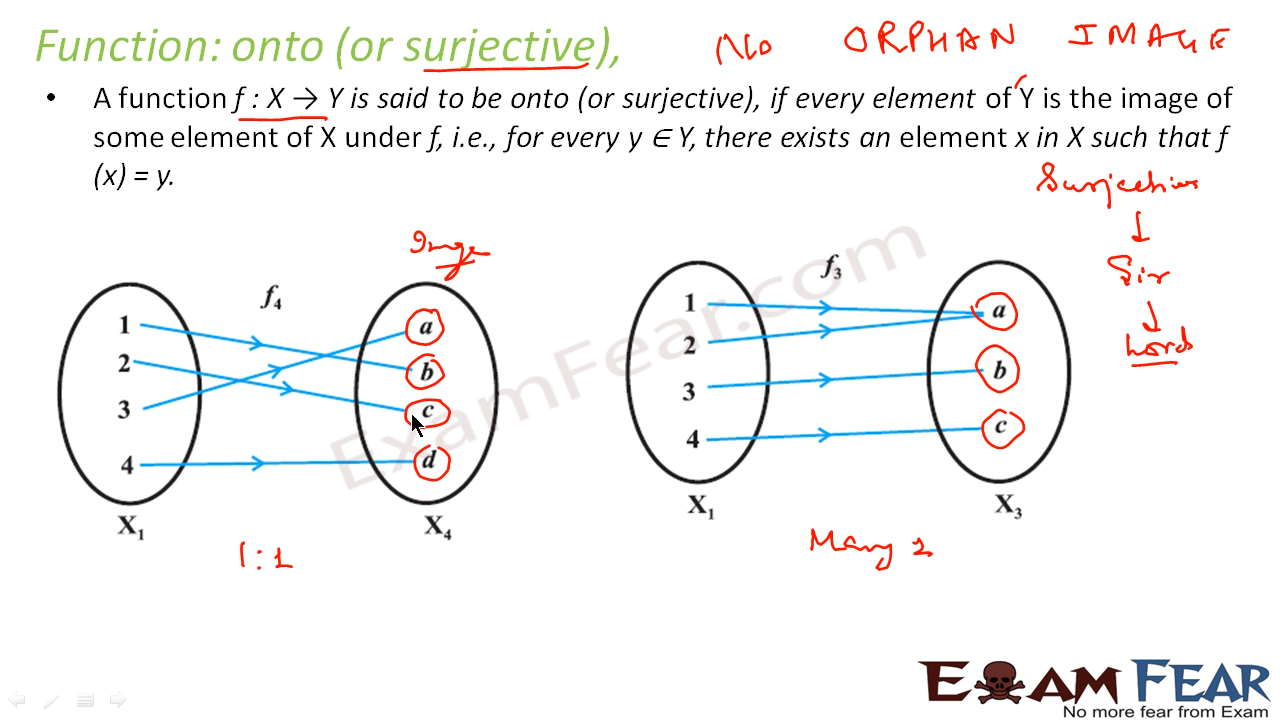 Function: onto (or surjective),
No ORPHAN IMAGE
• A function f : X → Y is said to be onto (or surjective), if every element of Y is the image of
some element of X under f, i.e., for every y ∈ Y, there exists an element x in X such that f
(x) = y.
Surjective
↓
Sir
↓
Image
f₄
f₃
1
2
3
4
a
b
c
d
1
2
3
4
a
b
c
X₁
X₄
X₁
X₃
1:1
Many 1
ExamFear.com
EXAM FEAR
No more fear from Exam